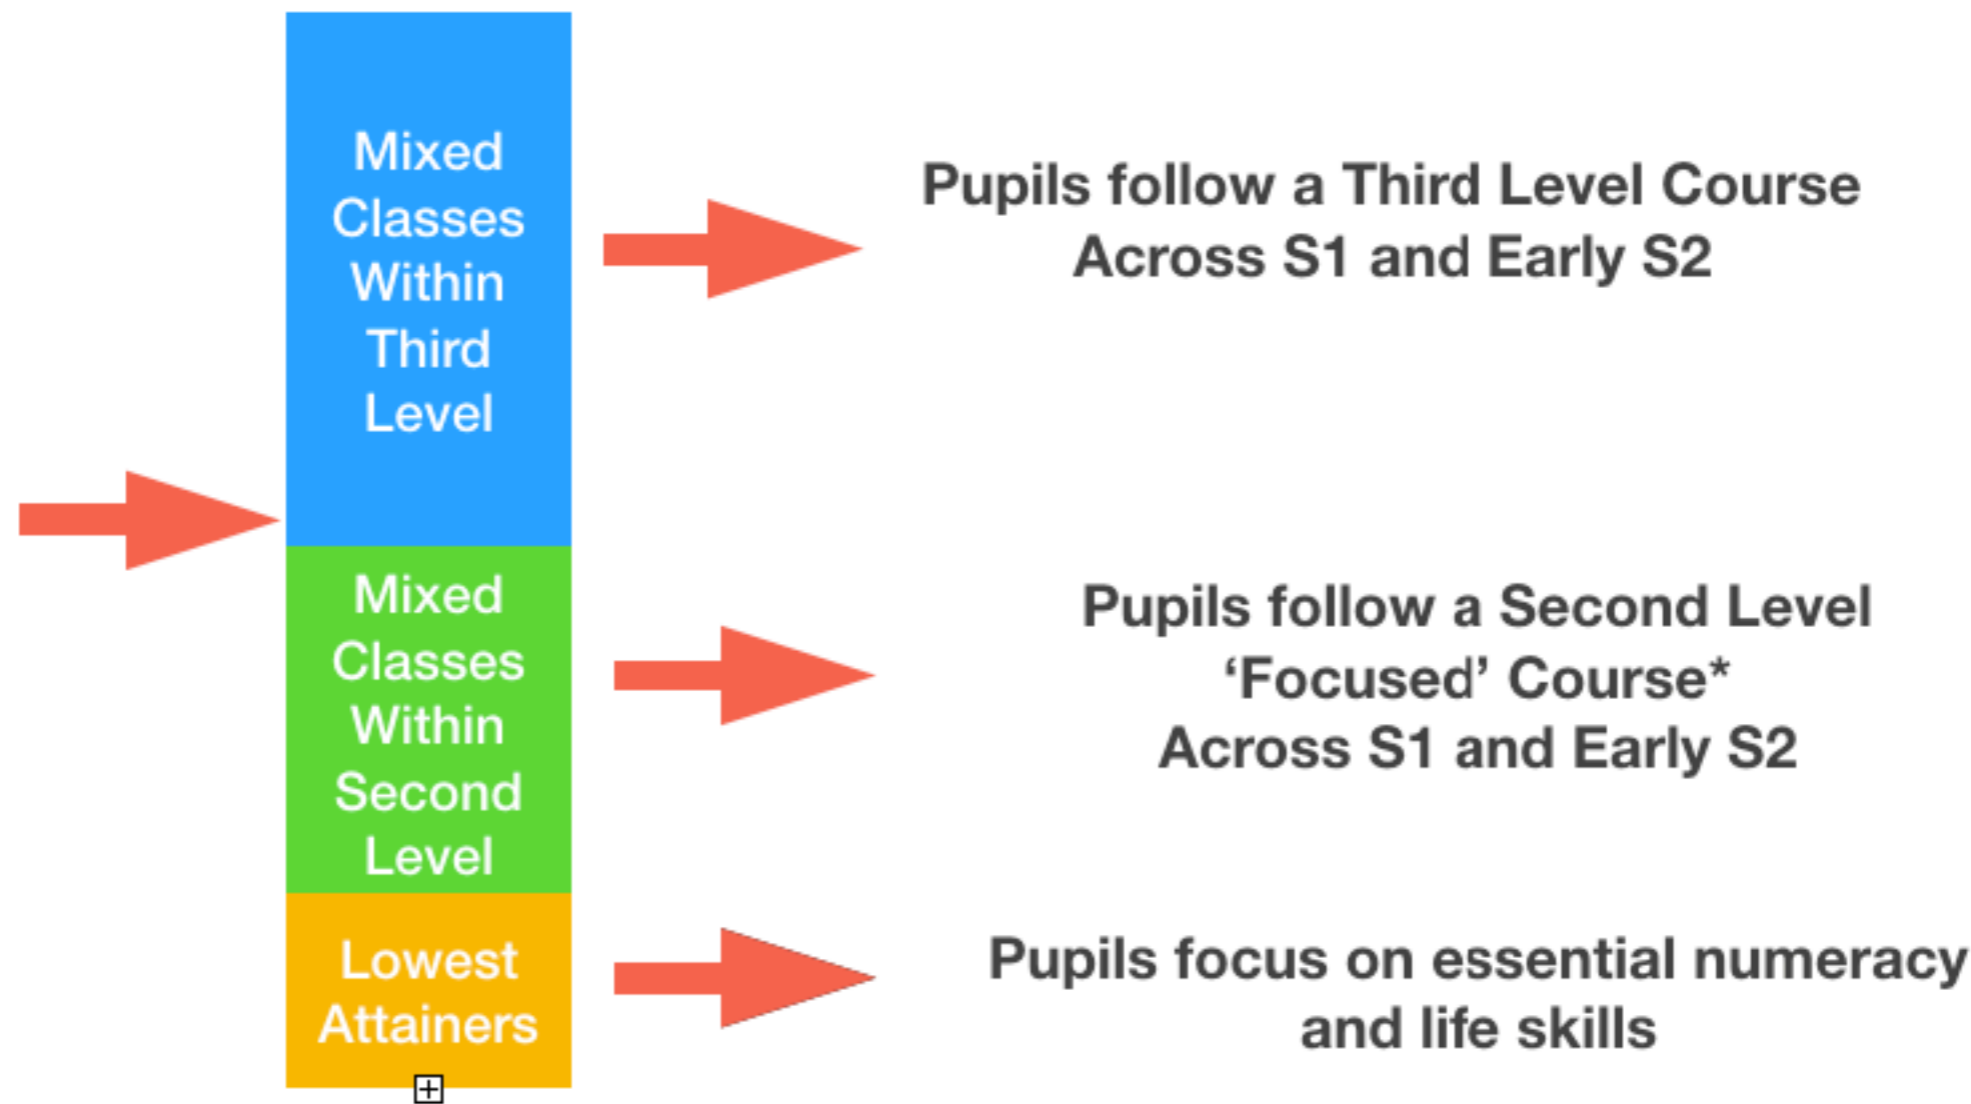 Mixed
Classes
Within
Third
Level
Pupils follow a Third Level Course
Across S1 and Early S2
Mixed
Classes
Within
Second
Level
Pupils follow a Second Level
‘Focused’ Course*
Across S1 and Early S2
Lowest
Attainers
Pupils focus on essential numeracy
and life skills